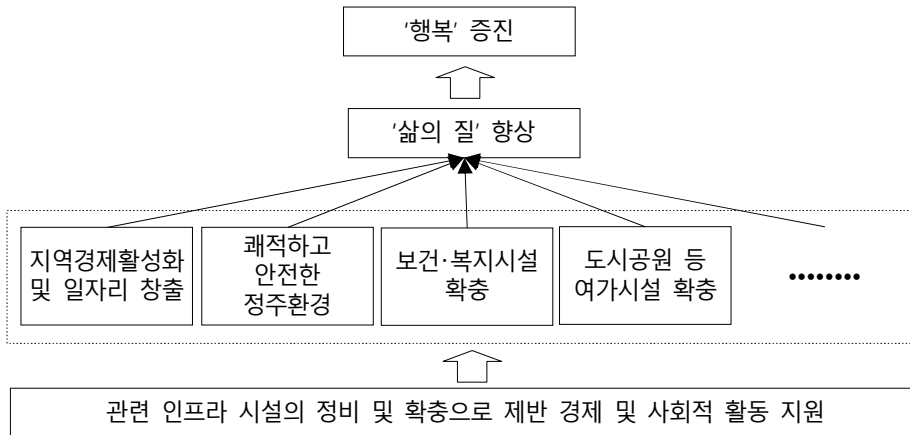 '행복' 증진
'삶의 질' 향상
지역경제활성화
및 일자리 창출
쾌적하고
안전한
정주환경
보건·복지시설
확충
도시공원 등
여가시설 확충
••••••••
관련 인프라 시설의 정비 및 확충으로 제반 경제 및 사회적 활동 지원